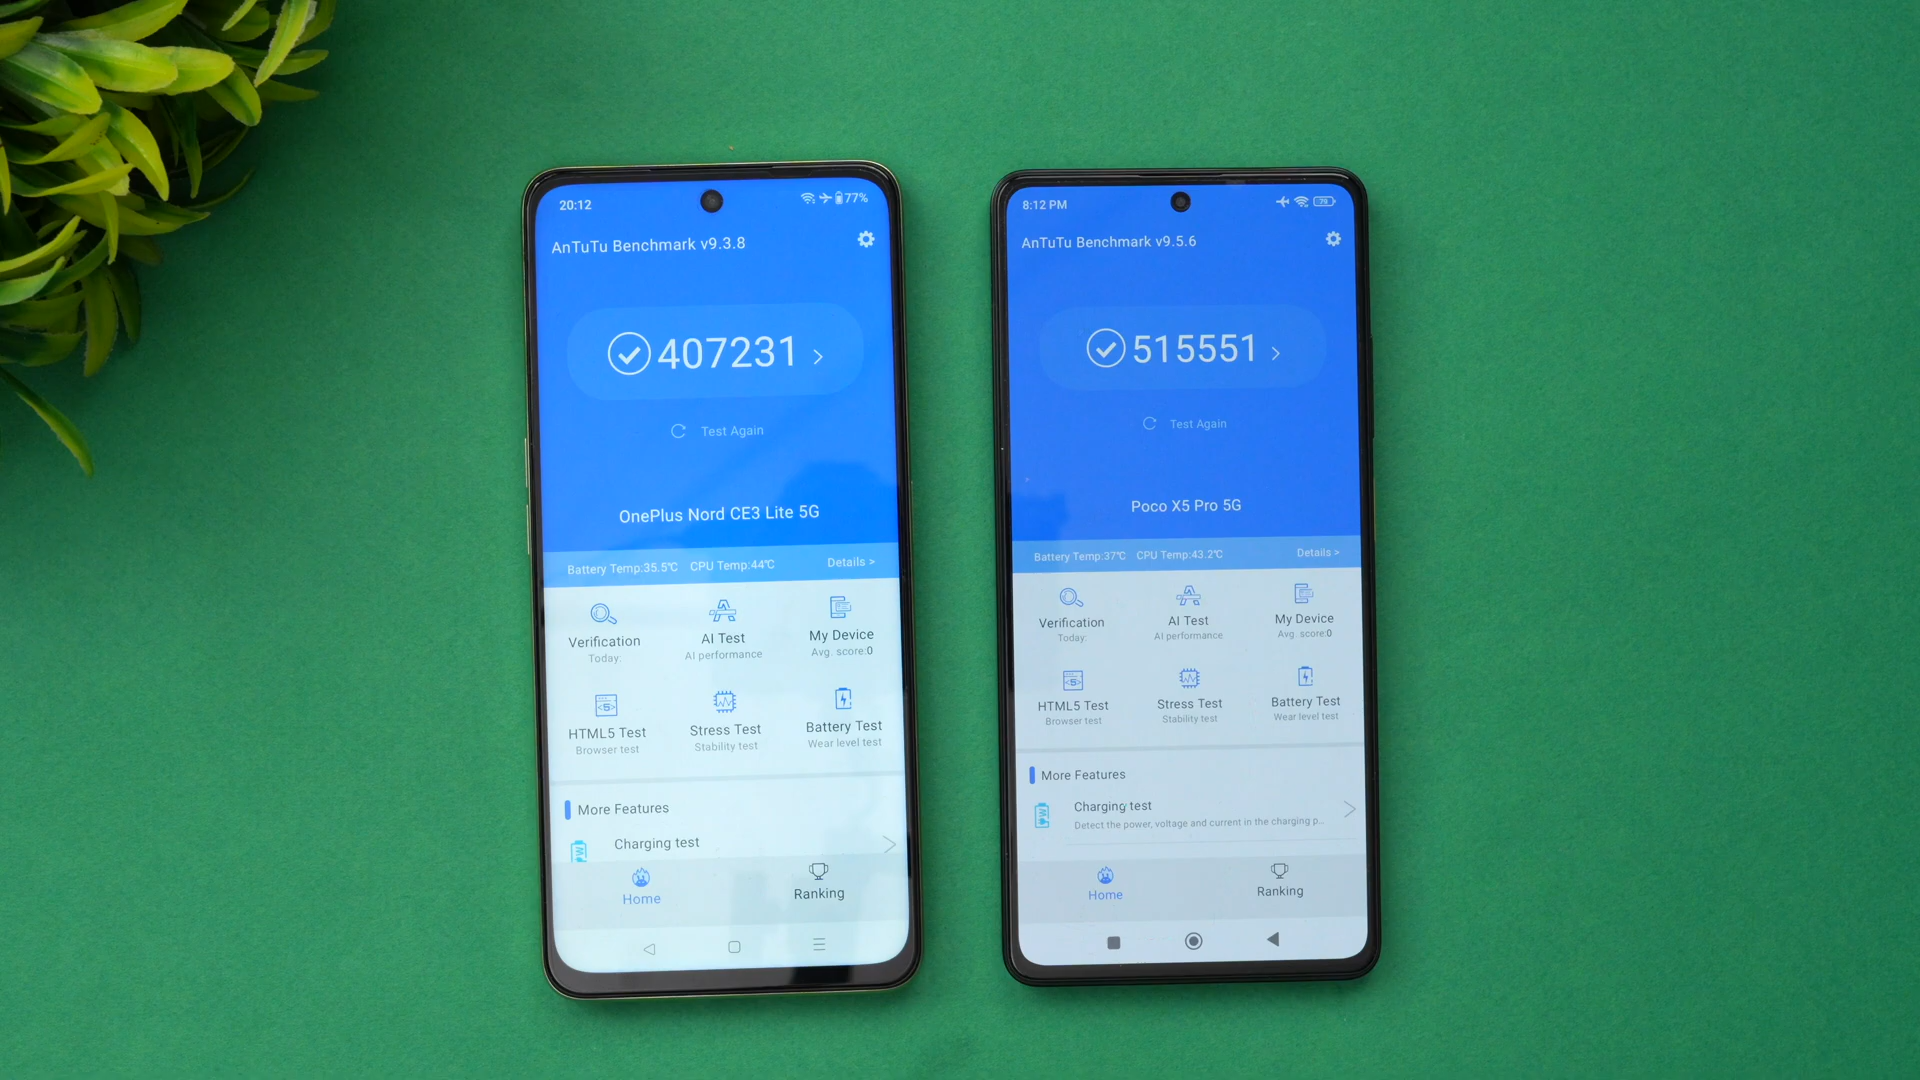 20:12
77%
AnTuTu Benchmark v9.3.8
407231
Test Again
OnePlus Nord CE3 Lite 5G
Battery Temp:35.5℃ CPU Temp:44℃ Details >
Verification
Today:
AI Test
AI performance
My Device
Avg. score:0
HTML5 Test
Browser test
Stress Test
Stability test
Battery Test
Wear level test
More Features
Charging test
Home
Ranking
8:12 PM
79
AnTuTu Benchmark v9.5.6
515551
Test Again
Poco X5 Pro 5G
Battery Temp:37℃ CPU Temp:43.2℃ Details >
Verification
Today:
AI Test
AI performance
My Device
Avg. score:0
HTML5 Test
Browser test
Stress Test
Stability test
Battery Test
Wear level test
More Features
Charging test
Detect the power, voltage and current in the charging p...
Home
Ranking